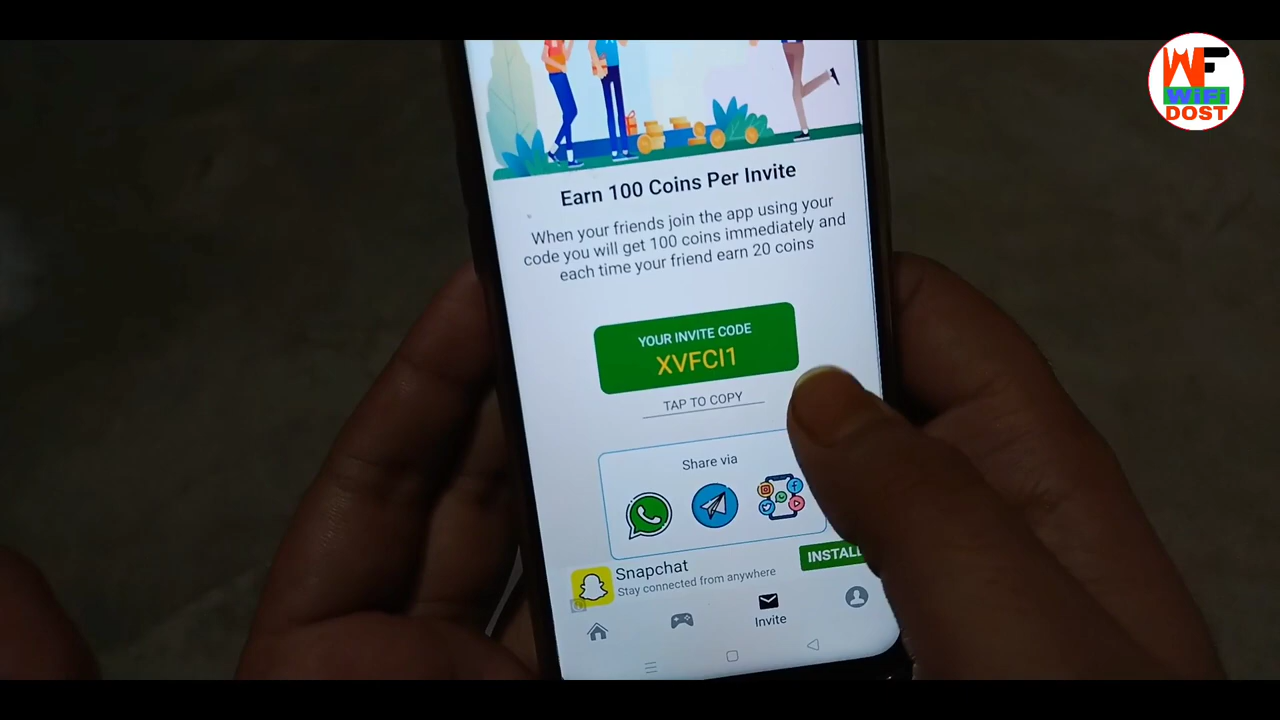 WF
WiFi
DOST
Earn 100 Coins Per Invite
When your friends join the app using your
code you will get 100 coins immediately and
each time your friend earn 20 coins
YOUR INVITE CODE
XVFCI1
TAP TO COPY
Share via
Snapchat
Stay connected from anywhere
INSTALL
Invite